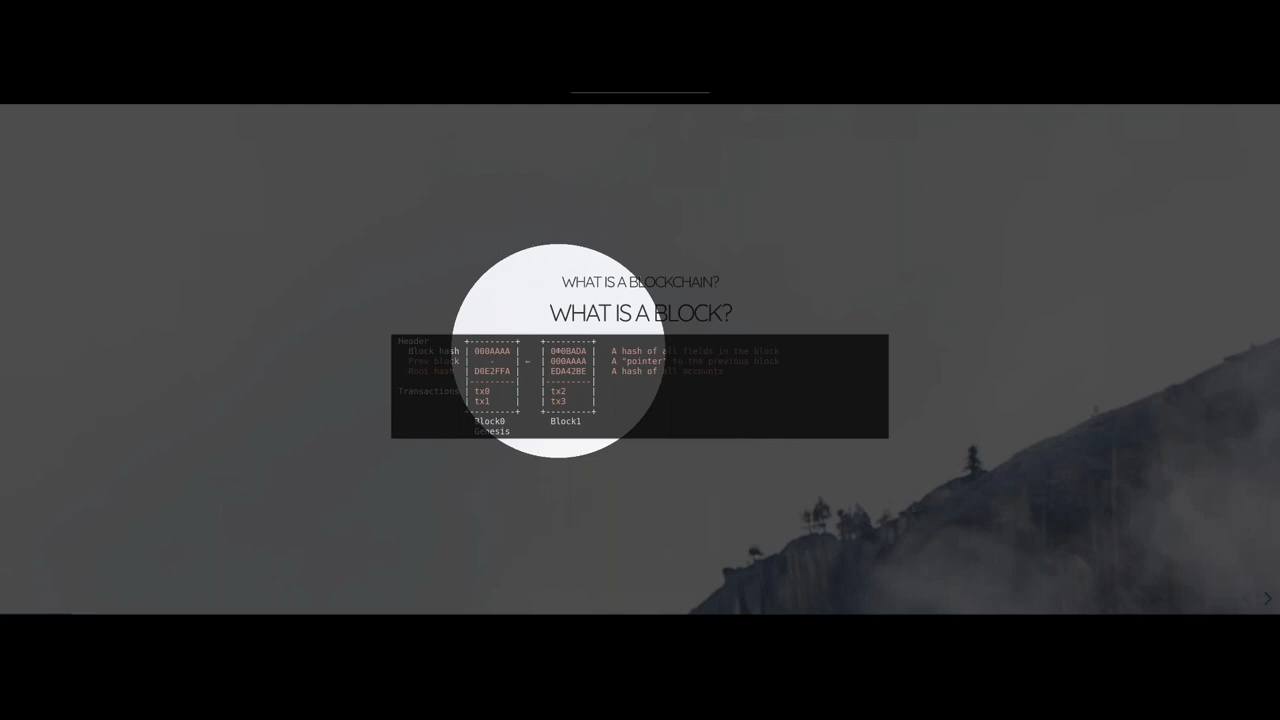 WHAT IS A BLOCKCHAIN?
WHAT IS A BLOCK?
Header +---------+ +---------+
Block hash | 000AAAA | | 000BADA | A hash of all fields in the block
Prev block | - | ← | 000AAAA | A "pointer" to the previous block
Root hash | D0E2FFA | | EDA42BE | A hash of all accounts
|---------| |---------|
Transactions | tx0 | | tx2 |
| tx1 | | tx3 |
+---------+ +---------+
Block0 Block1
Genesis